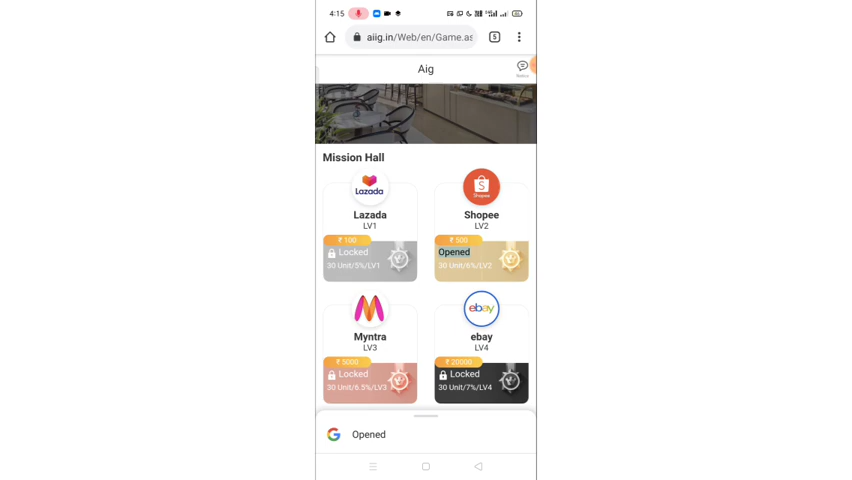 4:15
aiig.in/Web/en/Game.as
5
Aig
Mission Hall
Lazada
Lazada
LV1
₹ 100
Locked
30 Unit/5%/LV1
Shopee
Shopee
LV2
₹ 500
Opened
30 Unit/6%/LV2
Myntra
LV3
₹ 5000
Locked
30 Unit/6.5%/LV3
ebay
ebay
LV4
₹ 20000
Locked
30 Unit/7%/LV4
Opened